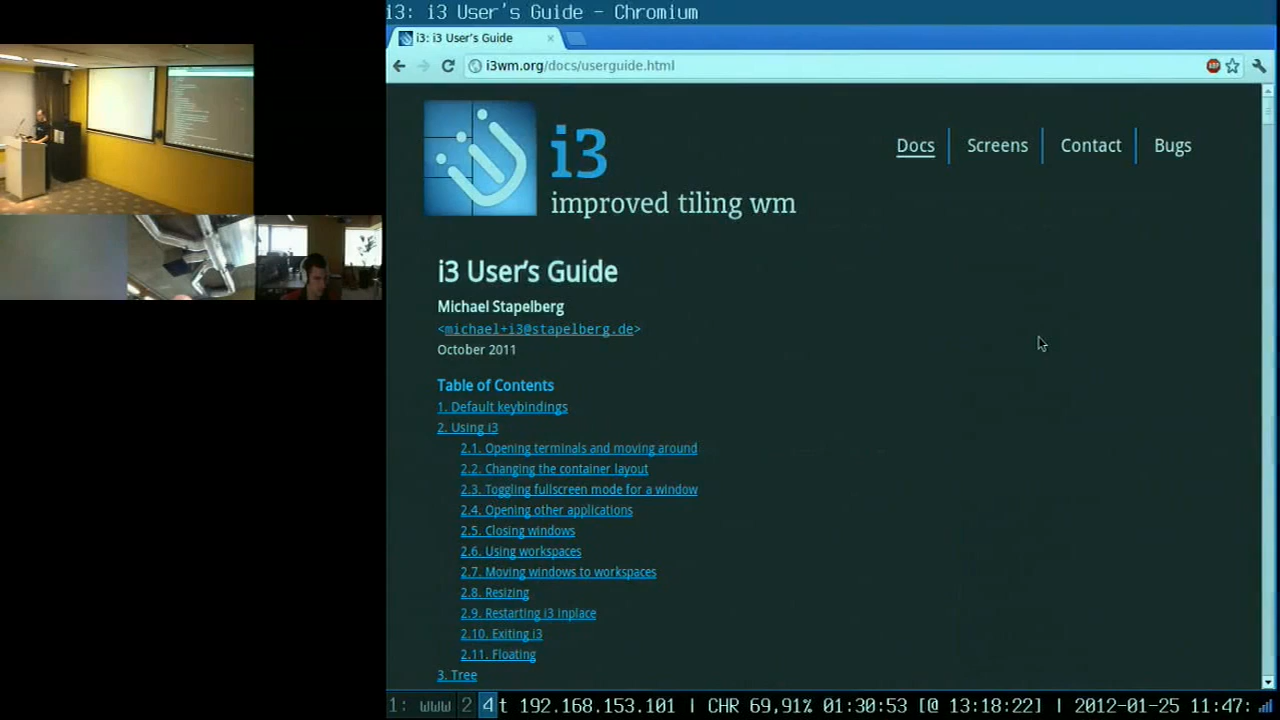 i3: i3 User's Guide - Chromium
i3: i3 User's Guide
i3wm.org/docs/userguide.html
ABP
i3
improved tiling wm
Docs
Screens
Contact
Bugs
i3 User's Guide
Michael Stapelberg
<michael+i3@stapelberg.de>
October 2011
Table of Contents
1. Default keybindings
2. Using i3
2.1. Opening terminals and moving around
2.2. Changing the container layout
2.3. Toggling fullscreen mode for a window
2.4. Opening other applications
2.5. Closing windows
2.6. Using workspaces
2.7. Moving windows to workspaces
2.8. Resizing
2.9. Restarting i3 inplace
2.10. Exiting i3
2.11. Floating
3. Tree
1: www 2 4 t 192.168.153.101 | CHR 69,91% 01:30:53 [@ 13:18:22] | 2012-01-25 11:47: